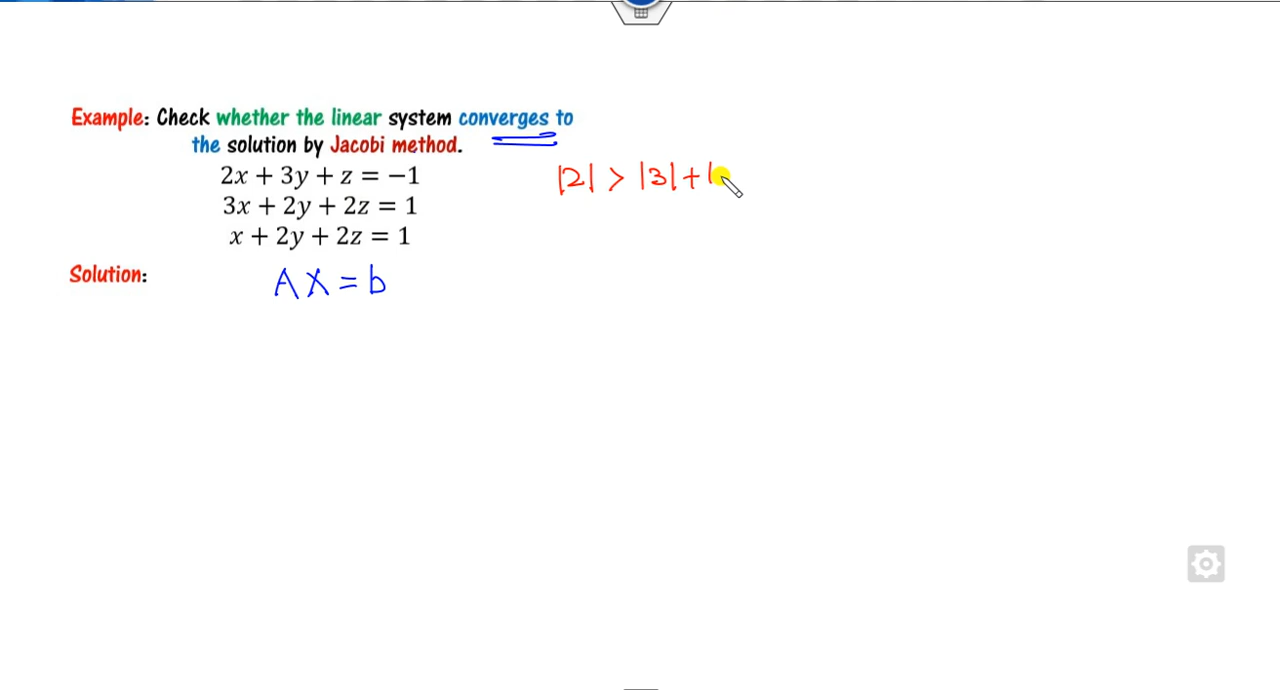 Example: Check whether the linear system converges to
the solution by Jacobi method.
2x + 3y + z = −1
|2| > |3| + |
3x + 2y + 2z = 1
x + 2y + 2z = 1
Solution:
AX = b